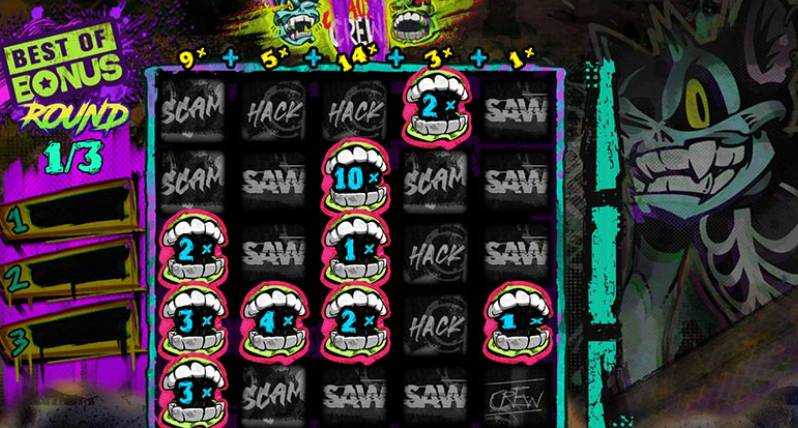 CREW
BEST OF
BONUS
ROUND
1/3
9x + 5x + 14x + 3x + 1x
SCAM HACK HACK 2x SAW
SCAM SAW 10x SCAM SAW
2x SAW 1x HACK SAW
3x 4x 2x HACK 1x
3x SCAM SAW SAW CREW
1
2
3